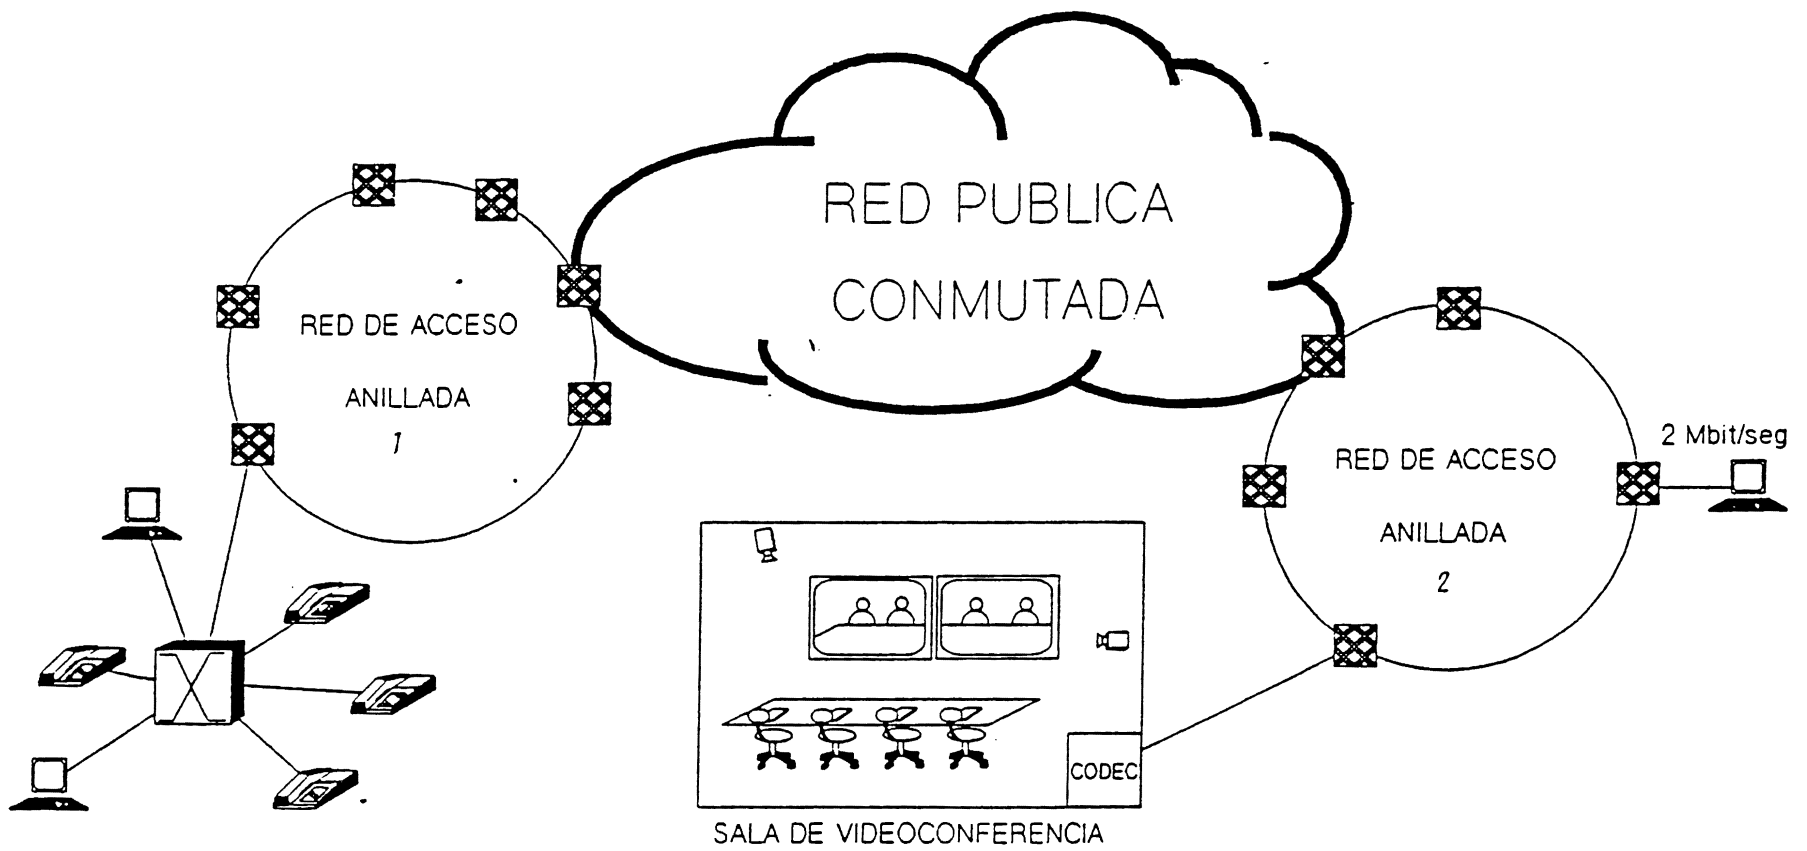 RED PUBLICA
CONMUTADA
RED DE ACCESO
ANILLADA
1
2 Mbit/seg
RED DE ACCESO
ANILLADA
2
CODEC
SALA DE VIDEOCONFERENCIA